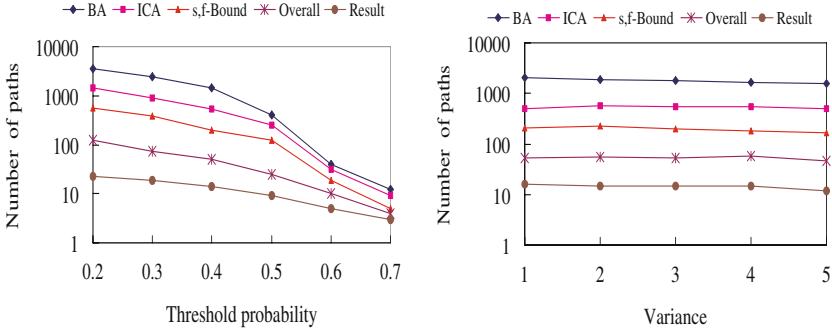 BA ICA s,f-Bound Overall Result
10000
1000
100
10
1
Number of paths
0.2 0.3 0.4 0.5 0.6 0.7
Threshold probability
BA ICA s,f-Bound Overall Result
10000
1000
100
10
1
Number of paths
1 2 3 4 5
Variance